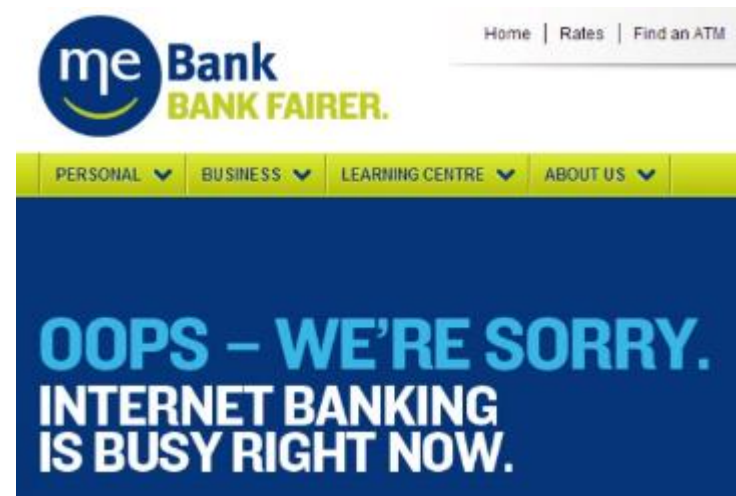 Home | Rates | Find an ATM
me Bank
BANK FAIRER.
PERSONAL BUSINESS LEARNING CENTRE ABOUT US
OOPS – WE'RE SORRY.
INTERNET BANKING
IS BUSY RIGHT NOW.